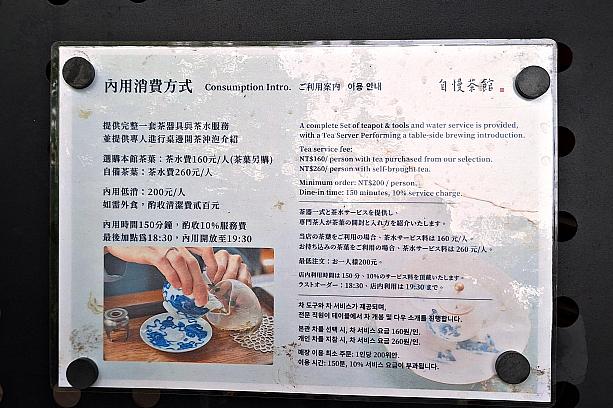 內用消費方式 Consumption Intro. ご利用案内 이용 안내
自慢茶館
提供完整一套茶器具與茶水服務
並提供專人進行桌邊開茶沖泡介紹
選購本館茶葉：茶水費160元/人(茶葉另購)
自備茶葉：茶水費260元/人
內用低消：200元/人
如需外食，酌收清潔費貳百元
內用時間150分鐘，酌收10%服務費
最後加點為18:30，內用開放至19:30
A complete Set of teapot & tools and water service is provided,
with a Tea Server Performing a table-side brewing introduction.
Tea service fee:
NT$160/ person with tea purchased from our selection.
NT$260/ person with self-brought tea.
Minimum order: NT$200 / person.
Dine-in time: 150 minutes, 10% service charge.
茶器一式と茶水サービスを提供し、
専門茶人が茶葉の開封と入れ方を紹介いたします。
当店の茶葉をご利用の場合、茶水サービス料は 160 元/人。
お持ち込みの茶葉をご利用の場合、茶水サービス料は 260 元/人。
最低注文：お一人様200元。
店内利用時間は 150 分、10%のサービス料を頂戴いたします。
ラストオーダー：18:30、店内利用は 19:30 まで。
차 도구와 차 서비스가 제공되며,
전문 직원이 테이블에서 차 개봉 및 다우 소개를 진행합니다.
본관 차를 선택 시, 차 서비스 요금 160원/인.
개인 차를 지참 시, 차 서비스 요금 260원/인.
매장 이용 최소 주문: 1인당 200위안.
이용 시간: 150분, 10% 서비스 요금이 부과됩니다.